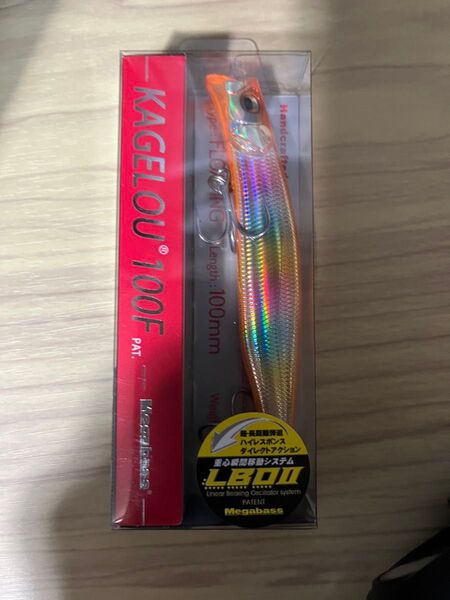 KAGELOU® 100F
PAT.
Megabass®
Handcrafted
Type: FLOATING
Length: 100mm
超・長距離弾道
ハイレスポンス
ダイレクトアクション
重心瞬間移動システム
LBOII
Linear Bearing Oscillator system
PATENT
Megabass